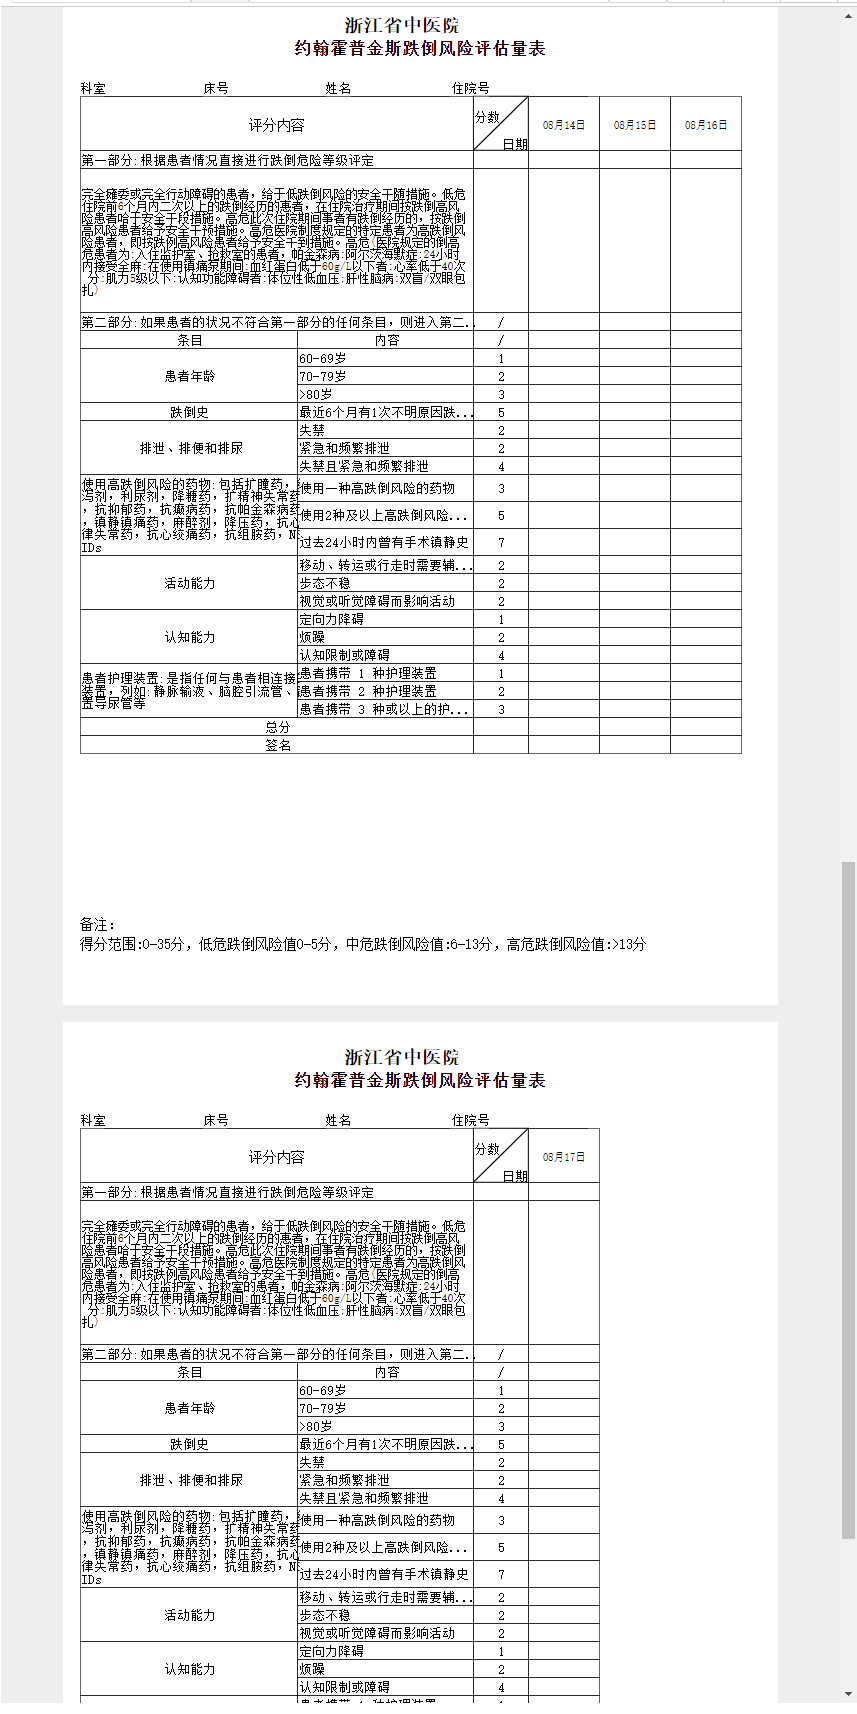 浙江省中医院
约翰霍普金斯跌倒风险评估量表
科室 床号 姓名 住院号
评分内容 分数 日期 08月14日 08月15日 08月16日
第一部分:根据患者情况直接进行跌倒危险等级评定
完全瘫委或完全行动障碍的患者，给于低跌倒风险的安全干随措施。低危
住院前6个月内二次以上的跌倒经历的惠者，在住院治疗期间按跌倒高风
险患者哈于安全干段措施。高危此次住院期间事者有跌倒经历的，按跌倒
高风险患者给予安全干预措施。高危医院制度规定的特定患者为高跌倒风
险患者，即按跌例高风险患者给予安全干到措施。高危(医院规定的倒高
危患者为:入住监护室、抢救室的患者，帕金森病:阿尔茨海默症:24小时
内接受全麻:在使用镇痛泵期间:血红蛋白低于60g/L以下者:心率低于40次
分:肌力5级以下:认知功能障碍者:体位性低血压:肝性脑病:双盲/双眼包
扎)
第二部分:如果患者的状况不符合第一部分的任何条目，则进入第二... /
条目 内容 /
患者年龄
60-69岁 1
70-79岁 2
>80岁 3
跌倒史 最近6个月有1次不明原因跌... 5
排泄、排便和排尿
失禁 2
紧急和频繁排泄 2
失禁且紧急和频繁排泄 4
使用高跌倒风险的药物:包括扩瞳药，
泻剂，利尿剂，降糖药，扩精神失常药
，抗抑郁药，抗癫病药，抗帕金森病药
，镇静镇痛药，麻醉剂，降压药，抗心
律失常药，抗心绞痛药，抗组胺药，NS
IDs
使用一种高跌倒风险的药物 3
使用2种及以上高跌倒风险... 5
过去24小时内曾有手术镇静史 7
活动能力
移动、转运或行走时需要辅... 2
步态不稳 2
视觉或听觉障碍而影响活动 2
认知能力
定向力障碍 1
烦躁 2
认知限制或障碍 4
患者护理装置:是指任何与患者相连接
装置，列如:静脉输液、脑腔引流管、
置导尿管等
患者携带 1 种护理装置 1
患者携带 2 种护理装置 2
患者携带 3 种或以上的护... 3
总分
签名
备注:
得分范围:0-35分，低危跌倒风险值0-5分，中危跌倒风险值:6-13分，高危跌倒风险值:>13分
浙江省中医院
约翰霍普金斯跌倒风险评估量表
科室 床号 姓名 住院号
评分内容 分数 日期 08月17日
第一部分:根据患者情况直接进行跌倒危险等级评定
完全瘫委或完全行动障碍的患者，给于低跌倒风险的安全干随措施。低危
住院前6个月内二次以上的跌倒经历的惠者，在住院治疗期间按跌倒高风
险患者哈于安全干段措施。高危此次住院期间事者有跌倒经历的，按跌倒
高风险患者给予安全干预措施。高危医院制度规定的特定患者为高跌倒风
险患者，即按跌例高风险患者给予安全干到措施。高危(医院规定的倒高
危患者为:入住监护室、抢救室的患者，帕金森病:阿尔茨海默症:24小时
内接受全麻:在使用镇痛泵期间:血红蛋白低于60g/L以下者:心率低于40次
分:肌力5级以下:认知功能障碍者:体位性低血压:肝性脑病:双盲/双眼包
扎)
第二部分:如果患者的状况不符合第一部分的任何条目，则进入第二... /
条目 内容 /
患者年龄
60-69岁 1
70-79岁 2
>80岁 3
跌倒史 最近6个月有1次不明原因跌... 5
排泄、排便和排尿
失禁 2
紧急和频繁排泄 2
失禁且紧急和频繁排泄 4
使用高跌倒风险的药物:包括扩瞳药，
泻剂，利尿剂，降糖药，扩精神失常药
，抗抑郁药，抗癫病药，抗帕金森病药
，镇静镇痛药，麻醉剂，降压药，抗心
律失常药，抗心绞痛药，抗组胺药，NS
IDs
使用一种高跌倒风险的药物 3
使用2种及以上高跌倒风险... 5
过去24小时内曾有手术镇静史 7
活动能力
移动、转运或行走时需要辅... 2
步态不稳 2
视觉或听觉障碍而影响活动 2
认知能力
定向力障碍 1
烦躁 2
认知限制或障碍 4